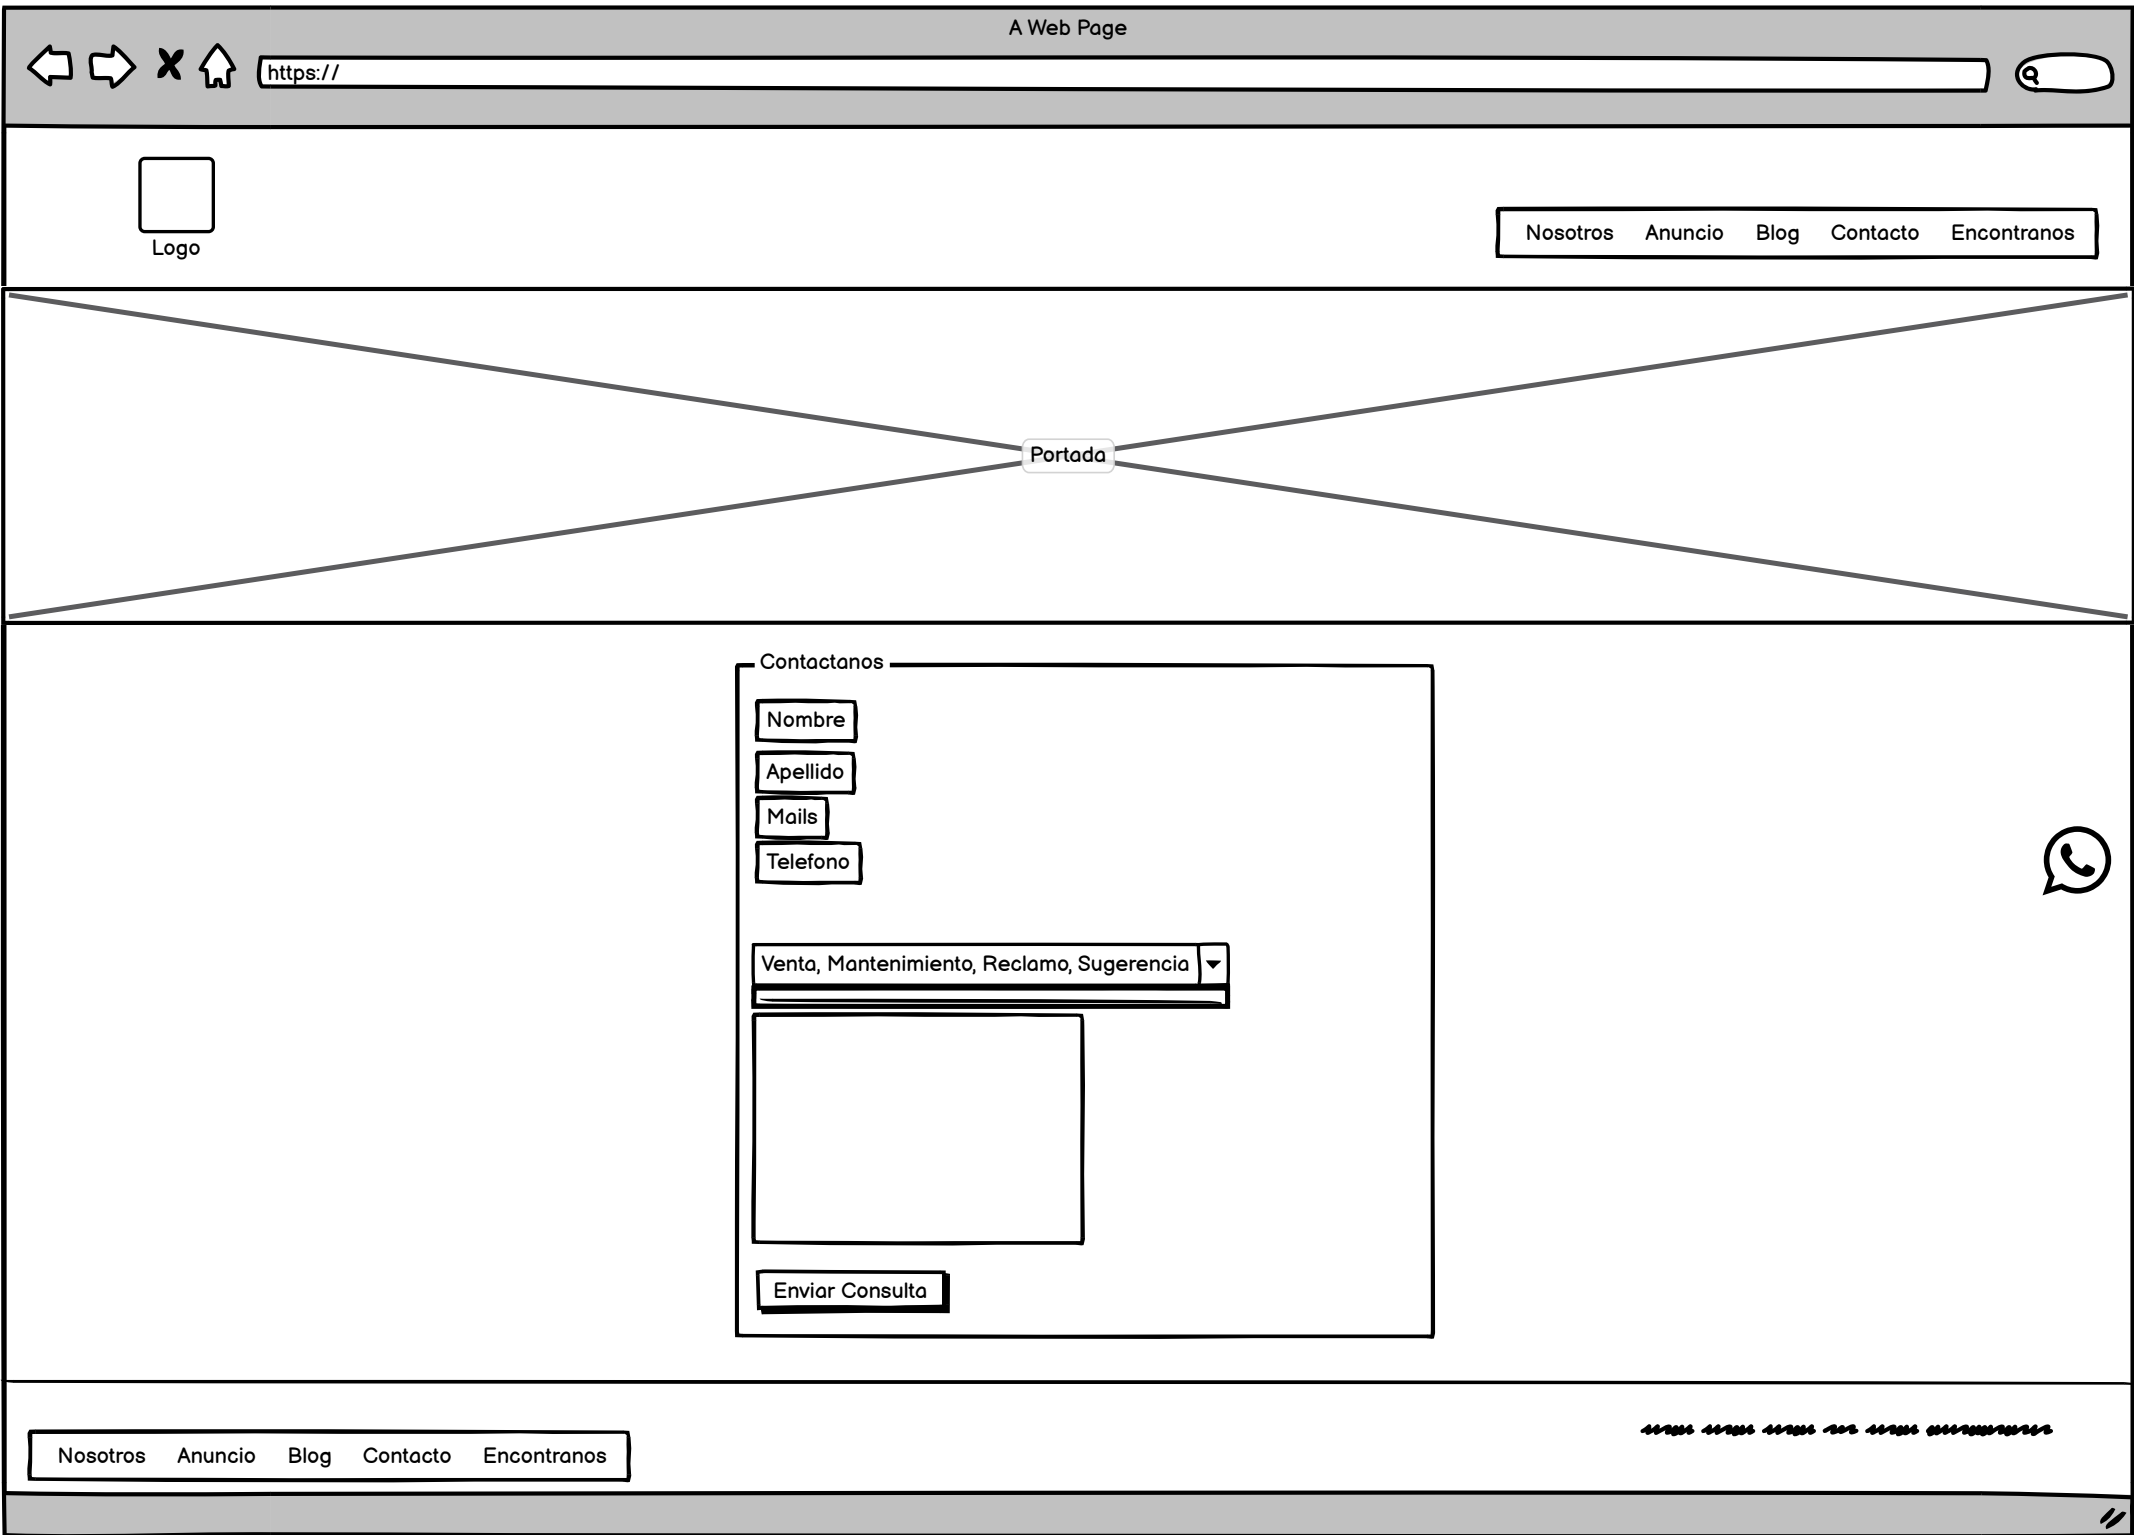 A Web Page
https://
Logo
Nosotros Anuncio Blog Contacto Encontranos
Portada
Contactanos
Nombre
Apellido
Mails
Telefono
Venta, Mantenimiento, Reclamo, Sugerencia
Enviar Consulta
Nosotros Anuncio Blog Contacto Encontranos